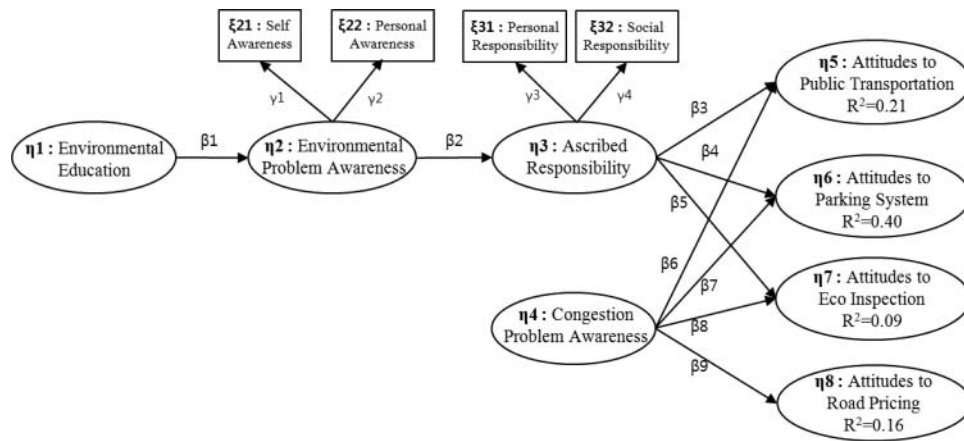 ξ21 : Self
Awareness
ξ22 : Personal
Awareness
ξ31 : Personal
Responsibility
ξ32 : Social
Responsibility
γ1
γ2
γ3
γ4
η1 : Environmental
Education
β1
η2 : Environmental
Problem Awareness
β2
η3 : Ascribed
Responsibility
β3
β4
β5
β6
β7
β8
β9
η4 : Congestion
Problem Awareness
η5 : Attitudes to
Public Transportation
R²=0.21
η6 : Attitudes to
Parking System
R²=0.40
η7 : Attitudes to
Eco Inspection
R²=0.09
η8 : Attitudes to
Road Pricing
R²=0.16